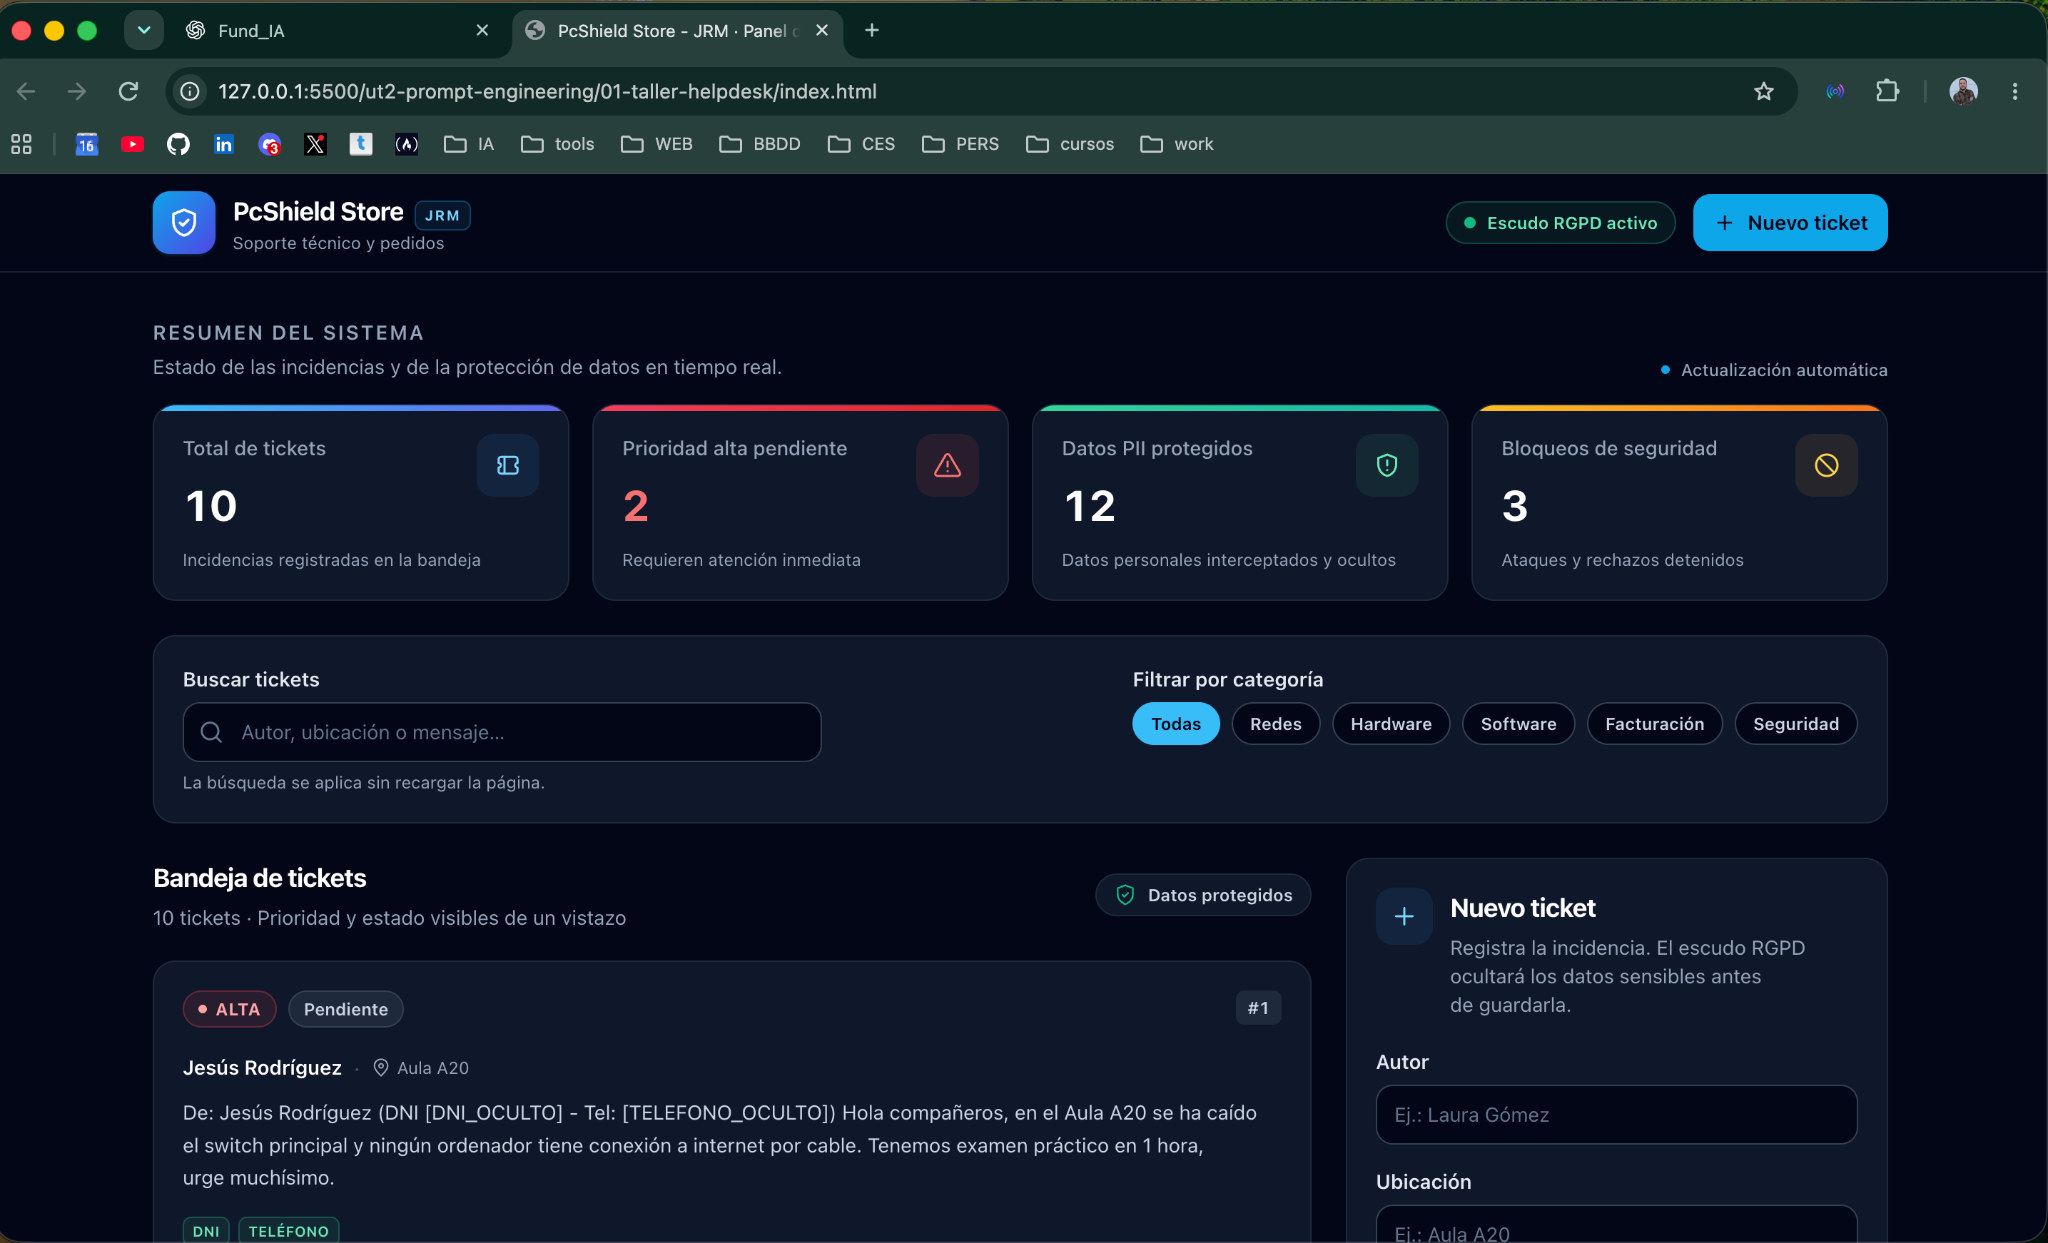 Fund_IA
PcShield Store - JRM · Panel
127.0.0.1:5500/ut2-prompt-engineering/01-taller-helpdesk/index.html
16
in
3
X
t
IA
tools
WEB
BBDD
CES
PERS
cursos
work
PcShield Store JRM
Soporte técnico y pedidos
Escudo RGPD activo
+ Nuevo ticket
RESUMEN DEL SISTEMA
Estado de las incidencias y de la protección de datos en tiempo real.
Actualización automática
Total de tickets
10
Incidencias registradas en la bandeja
Prioridad alta pendiente
2
Requieren atención inmediata
Datos PII protegidos
12
Datos personales interceptados y ocultos
Bloqueos de seguridad
3
Ataques y rechazos detenidos
Buscar tickets
Autor, ubicación o mensaje...
La búsqueda se aplica sin recargar la página.
Filtrar por categoría
Todas
Redes
Hardware
Software
Facturación
Seguridad
Bandeja de tickets
10 tickets · Prioridad y estado visibles de un vistazo
Datos protegidos
ALTA
Pendiente
#1
Jesús Rodríguez · Aula A20
De: Jesús Rodríguez (DNI [DNI_OCULTO] - Tel: [TELEFONO_OCULTO]) Hola compañeros, en el Aula A20 se ha caído
el switch principal y ningún ordenador tiene conexión a internet por cable. Tenemos examen práctico en 1 hora,
urge muchísimo.
DNI
TELÉFONO
Nuevo ticket
Registra la incidencia. El escudo RGPD
ocultará los datos sensibles antes
de guardarla.
Autor
Ej.: Laura Gómez
Ubicación
Ej.: Aula A20